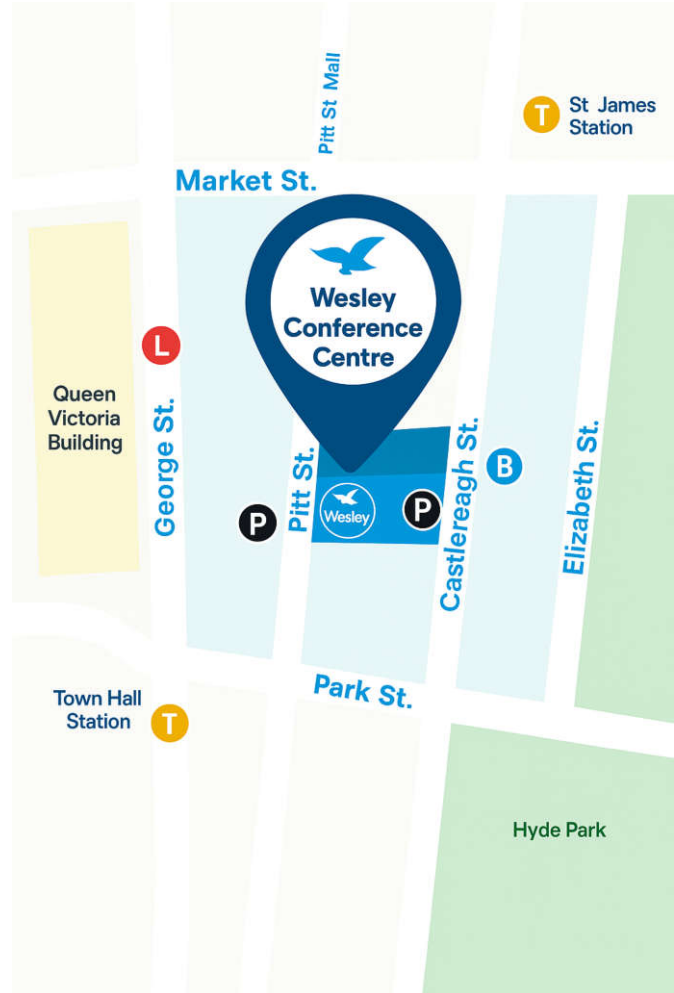 Pitt St Mall
T
St James
Station
Market St.
Wesley
Conference
Centre
L
Queen
Victoria
Building
George St.
Pitt St.
Castlereagh St.
B
Elizabeth St.
P
Wesley
P
Park St.
Town Hall
Station
T
Hyde Park